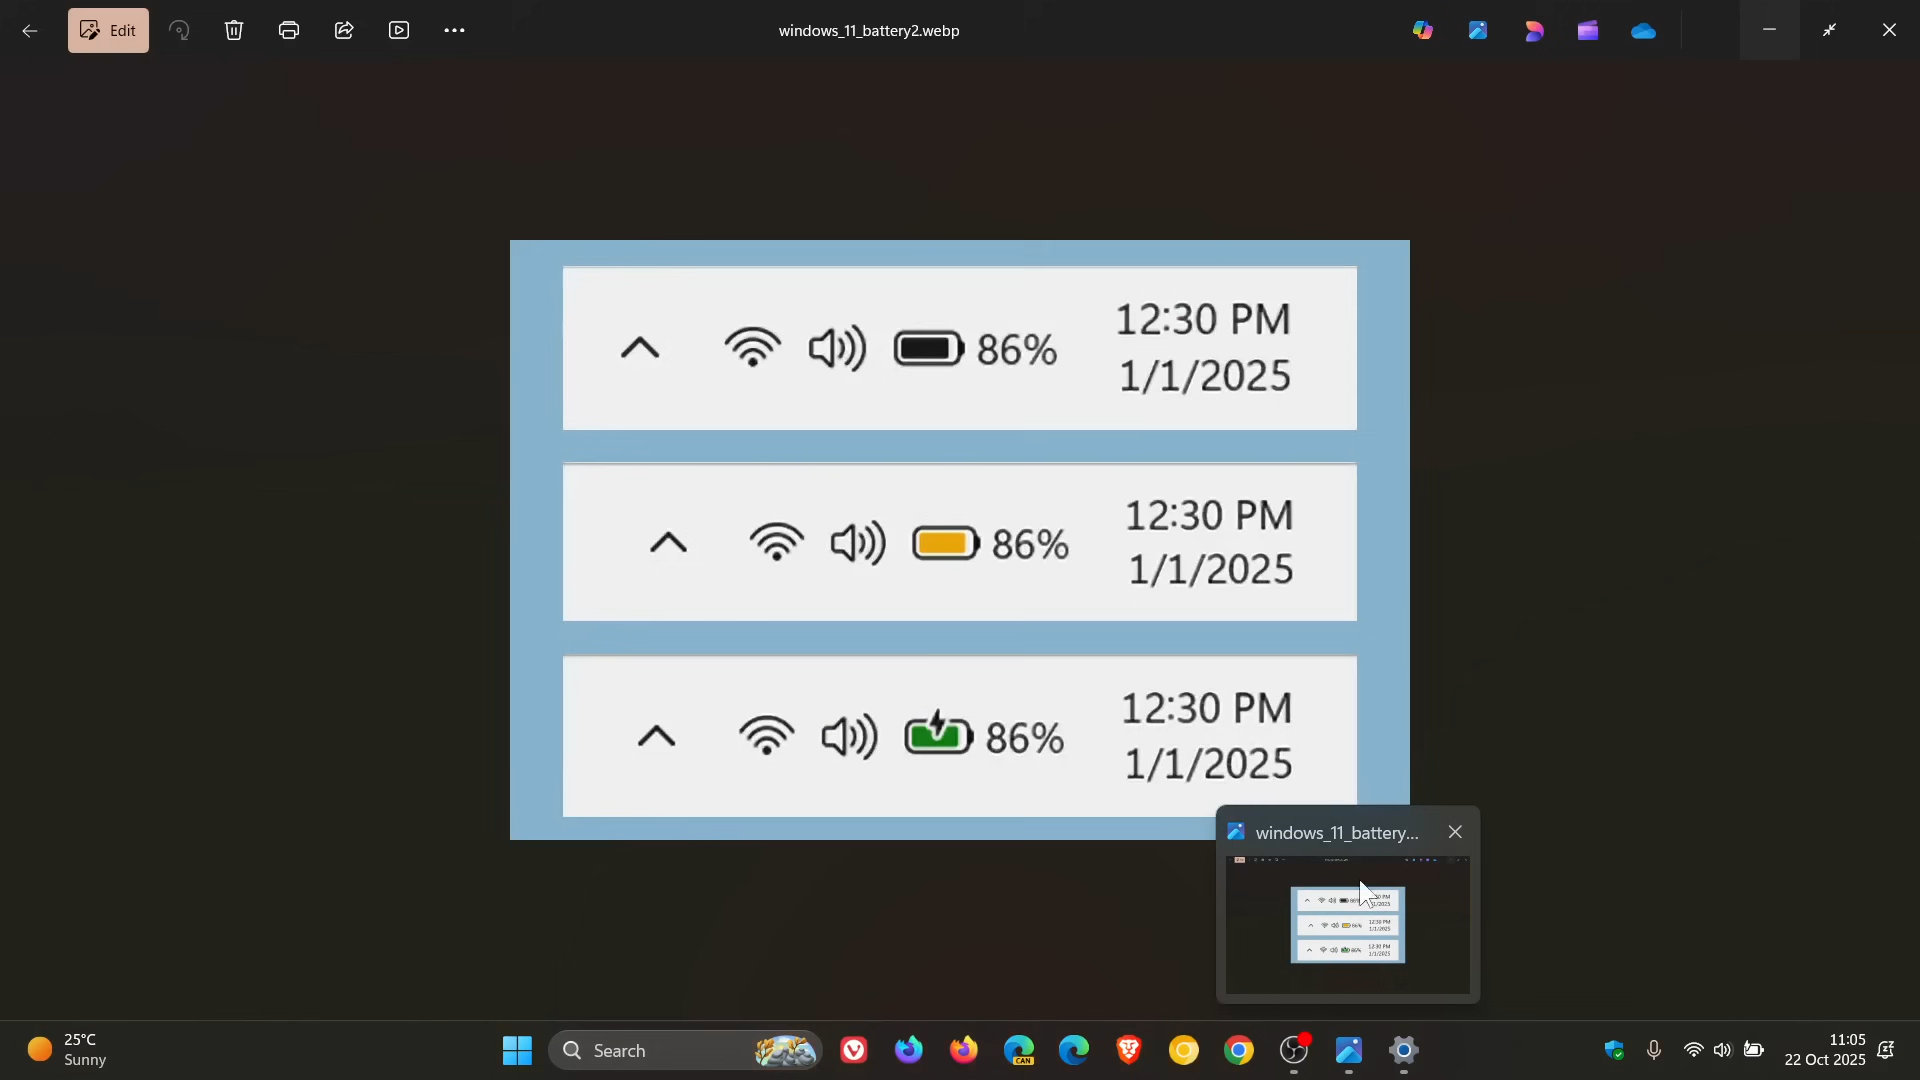 Edit
windows_11_battery2.webp
86%
12:30 PM
1/1/2025
86%
12:30 PM
1/1/2025
86%
12:30 PM
1/1/2025
windows_11_battery...
25°C
Sunny
Search
CAN
11:05
22 Oct 2025